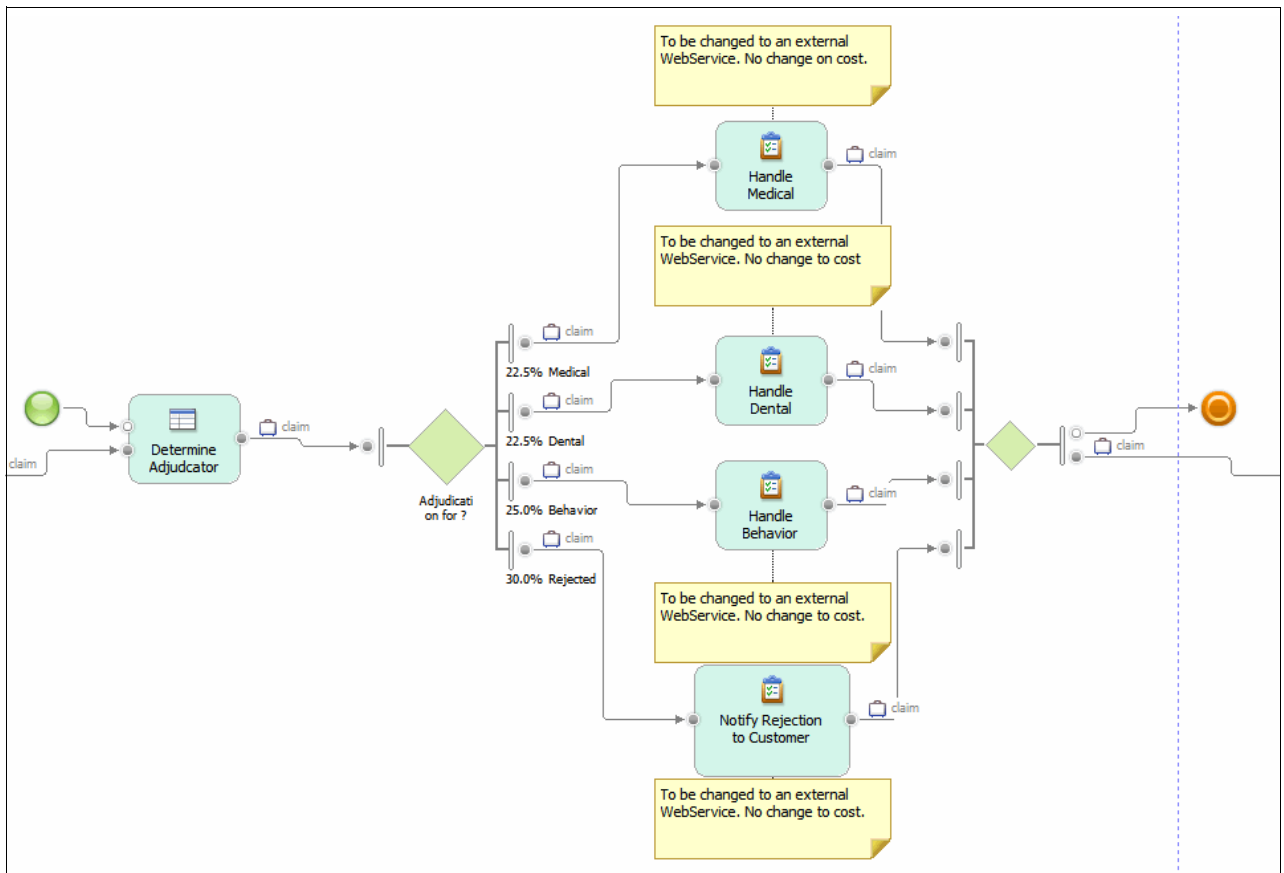 To be changed to an external
WebService. No change on cost.
claim
Handle
Medical
To be changed to an external
WebService. No change to cost
claim
22.5% Medical
claim
Handle
Dental
claim
22.5% Dental
claim
Determine
Adjudcator
claim
claim
Adjudicati
on for ?
claim
25.0% Behavior
Handle
Behavior
claim
claim
claim
30.0% Rejected
To be changed to an external
WebService. No change to cost.
Notify Rejection
to Customer
claim
To be changed to an external
WebService. No change to cost.